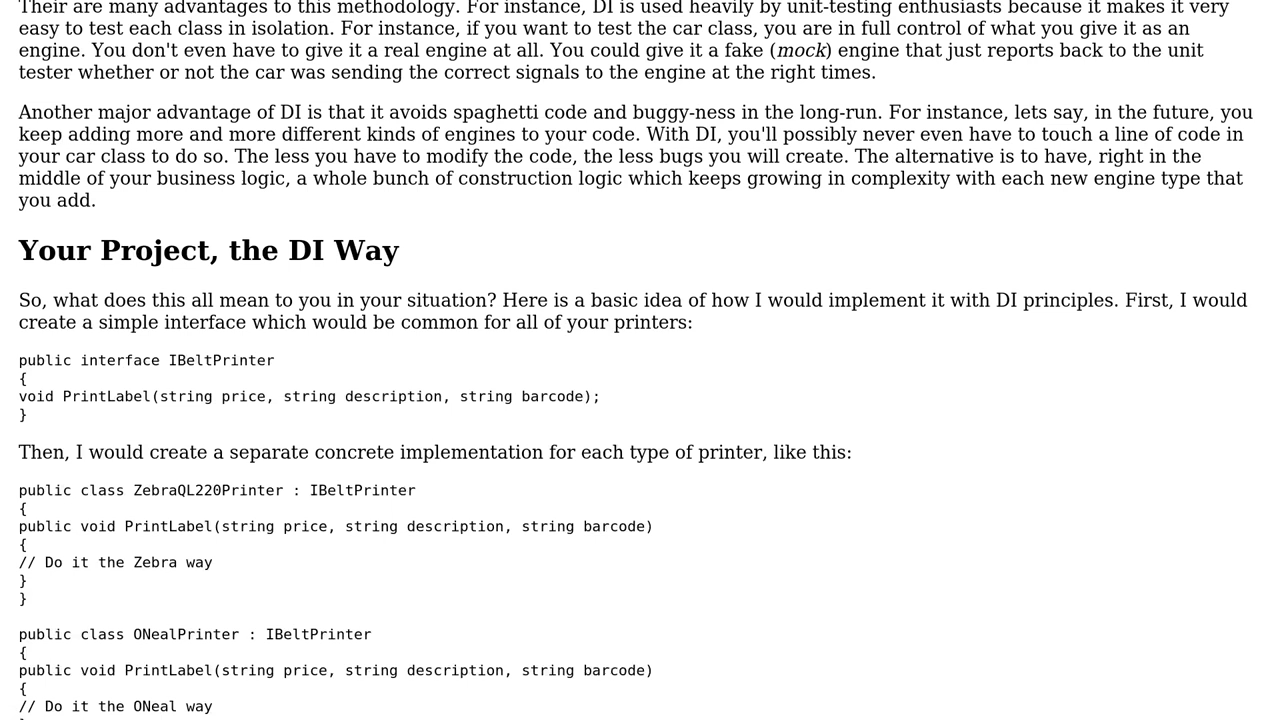 Their are many advantages to this methodology. For instance, DI is used heavily by unit-testing enthusiasts because it makes it very
easy to test each class in isolation. For instance, if you want to test the car class, you are in full control of what you give it as an
engine. You don't even have to give it a real engine at all. You could give it a fake (mock) engine that just reports back to the unit
tester whether or not the car was sending the correct signals to the engine at the right times.
Another major advantage of DI is that it avoids spaghetti code and buggy-ness in the long-run. For instance, lets say, in the future, you
keep adding more and more different kinds of engines to your code. With DI, you'll possibly never even have to touch a line of code in
your car class to do so. The less you have to modify the code, the less bugs you will create. The alternative is to have, right in the
middle of your business logic, a whole bunch of construction logic which keeps growing in complexity with each new engine type that
you add.
Your Project, the DI Way
So, what does this all mean to you in your situation? Here is a basic idea of how I would implement it with DI principles. First, I would
create a simple interface which would be common for all of your printers:
public interface IBeltPrinter
{
void PrintLabel(string price, string description, string barcode);
}
Then, I would create a separate concrete implementation for each type of printer, like this:
public class ZebraQL220Printer : IBeltPrinter
{
public void PrintLabel(string price, string description, string barcode)
{
// Do it the Zebra way
}
}
public class ONealPrinter : IBeltPrinter
{
public void PrintLabel(string price, string description, string barcode)
{
// Do it the ONeal way
}